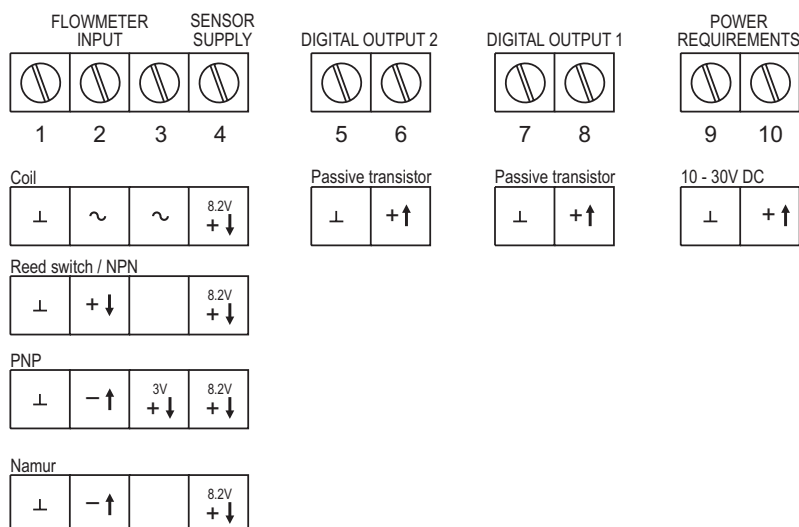 FLOWMETER INPUT
SENSOR SUPPLY
DIGITAL OUTPUT 2
DIGITAL OUTPUT 1
POWER REQUIREMENTS
1 2 3 4 5 6 7 8 9 10
Coil
Passive transistor
Passive transistor
10 - 30V DC
⊥ ~ ~ 8.2V + ↓
⊥ + ↑
⊥ + ↑
⊥ + ↑
Reed switch / NPN
⊥ + ↓ 8.2V + ↓
PNP
⊥ – ↑ 3V + ↓ 8.2V + ↓
Namur
⊥ – ↑ 8.2V + ↓